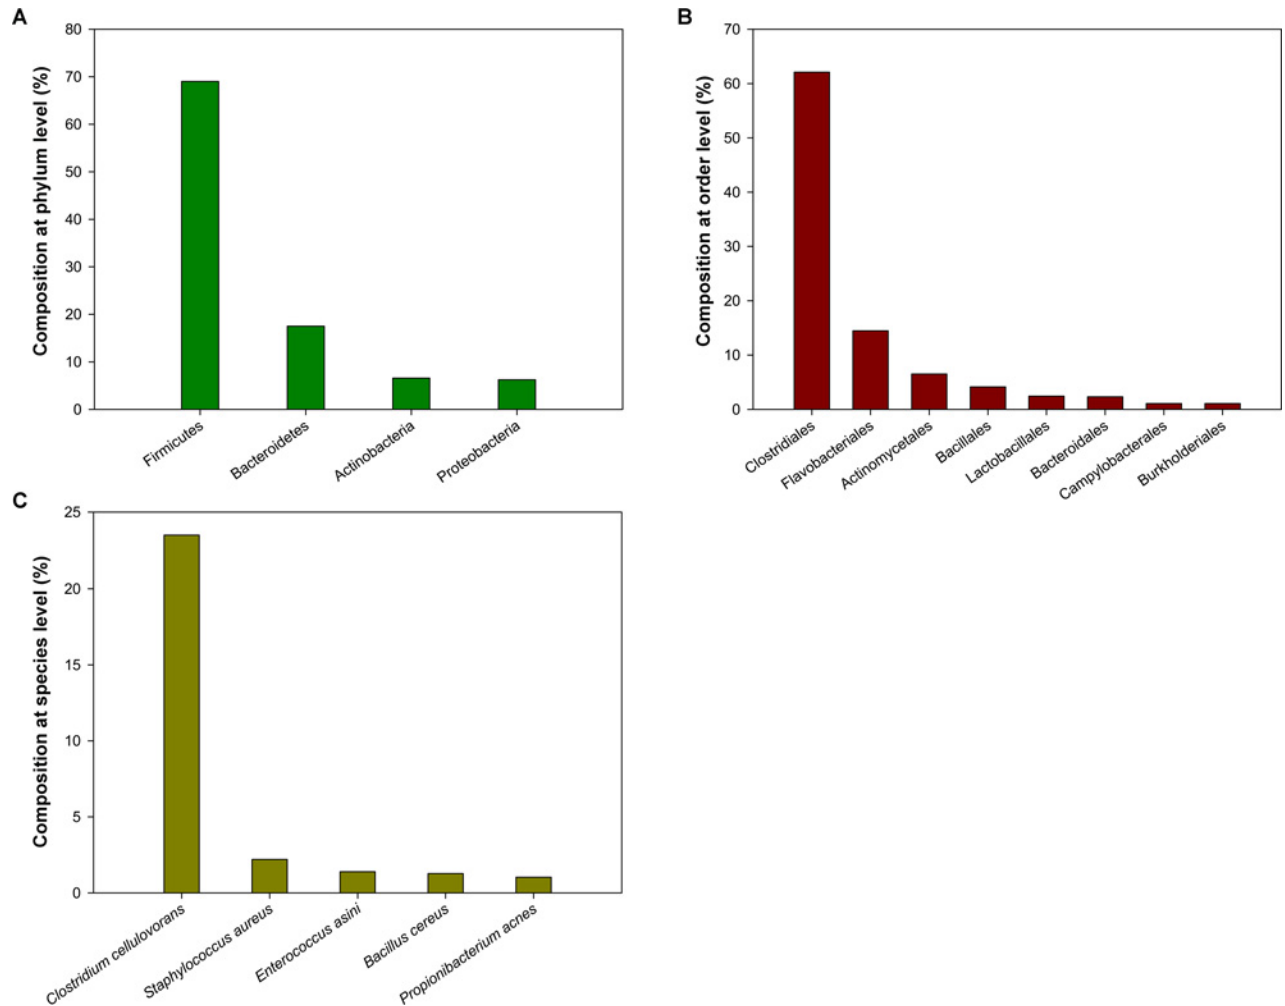 A
Composition at phylum level (%)
80
70
60
50
40
30
20
10
0
Firmicutes
Bacteroidetes
Actinobacteria
Proteobacteria
B
Composition at order level (%)
70
60
50
40
30
20
10
0
Clostridiales
Flavobacteriales
Actinomycetales
Bacillales
Lactobacillales
Bacteroidales
Campylobacterales
Burkholderiales
C
Composition at species level (%)
25
20
15
10
5
0
Clostridium cellulovorans
Staphylococcus aureus
Enterococcus asini
Bacillus cereus
Propionibacterium acnes